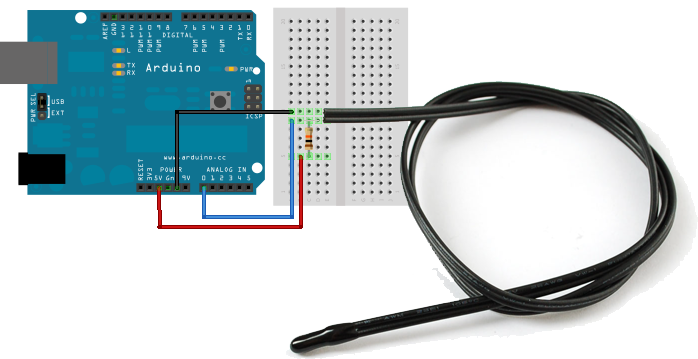 AREF
GND
13
12
11
10
9
8
7
6
5
4
3
2
1
0
PWM
PWM
PWM
PWM
PWM
PWM
TX
RX
DIGITAL
L
TX
RX
Arduino
PWR
ICSP
PWR SEL
USB
EXT
www.arduino.cc
RESET
3V3
5V
Gnd
9V
POWER
ANALOG IN
0 1 2 3 4 5